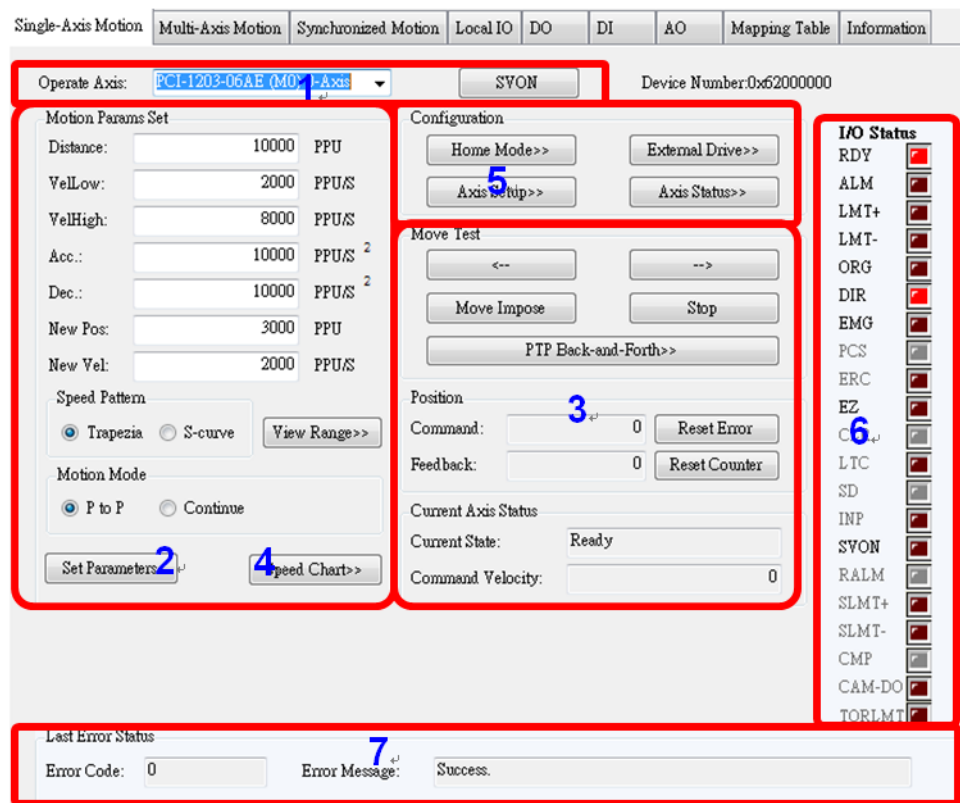 Single-Axis Motion Multi-Axis Motion Synchronized Motion Local IO DO DI AO Mapping Table Information
Operate Axis: PCI-1203-06AE (M0 )-Axis SVON Device Number:0x62000000
1
Motion Params Set
Distance: 10000 PPU
VelLow: 2000 PPU/S
VelHigh: 8000 PPU/S
Acc.: 10000 PPU/S 2
Dec.: 10000 PPU/S 2
New Pos: 3000 PPU
New Vel: 2000 PPU/S
Speed Pattern
Trapezia S-curve View Range>>
Motion Mode
P to P Continue
Set Parameters 2 4 Speed Chart>>
Configuration
Home Mode>> External Drive>>
5
Axis Setup>> Axis Status>>
Move Test
<-- -->
Move Impose Stop
PTP Back-and-Forth>>
Position
3
Command: 0 Reset Error
Feedback: 0 Reset Counter
Current Axis Status
Current State: Ready
Command Velocity: 0
I/O Status
RDY
ALM
LMT+
LMT-
ORG
DIR
EMG
PCS
ERC
EZ
6
LTC
SD
INP
SVON
RALM
SLMT+
SLMT-
CMP
CAM-DO
TORLMT
Last Error Status
7
Error Code: 0 Error Message: Success.